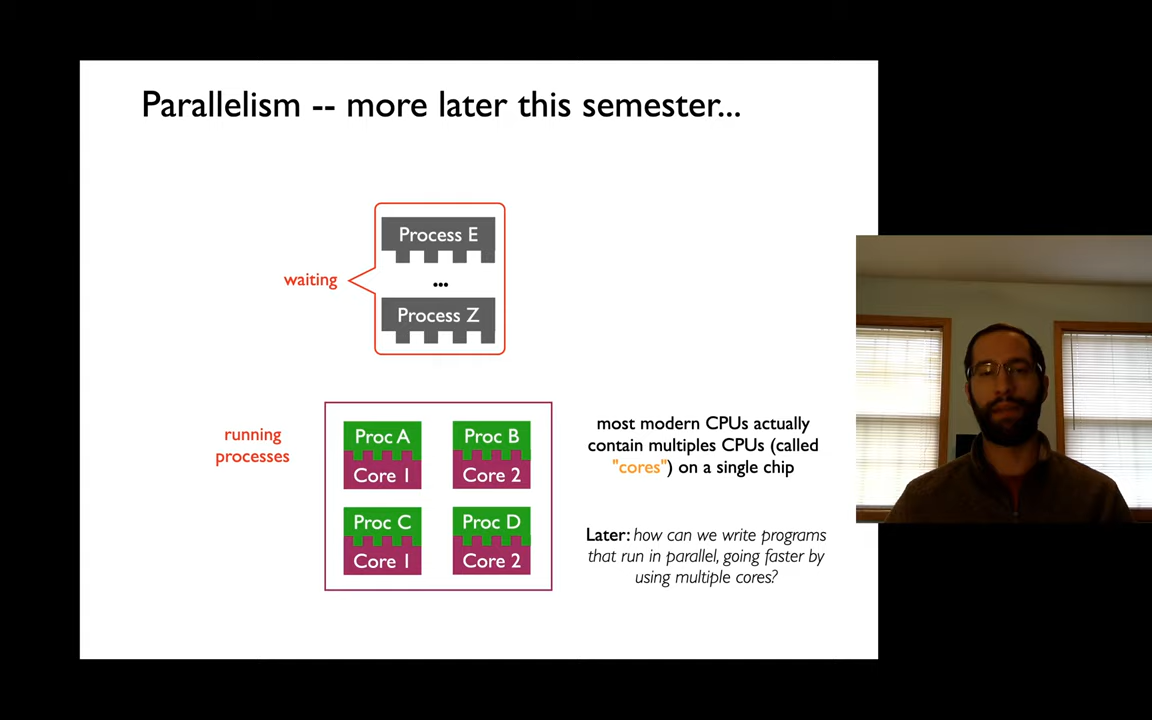 Parallelism -- more later this semester...
Process E
waiting
...
Process Z
running
processes
Proc A
Core 1
Proc B
Core 2
Proc C
Core 1
Proc D
Core 2
most modern CPUs actually
contain multiples CPUs (called
"cores") on a single chip
Later: how can we write programs
that run in parallel, going faster by
using multiple cores?